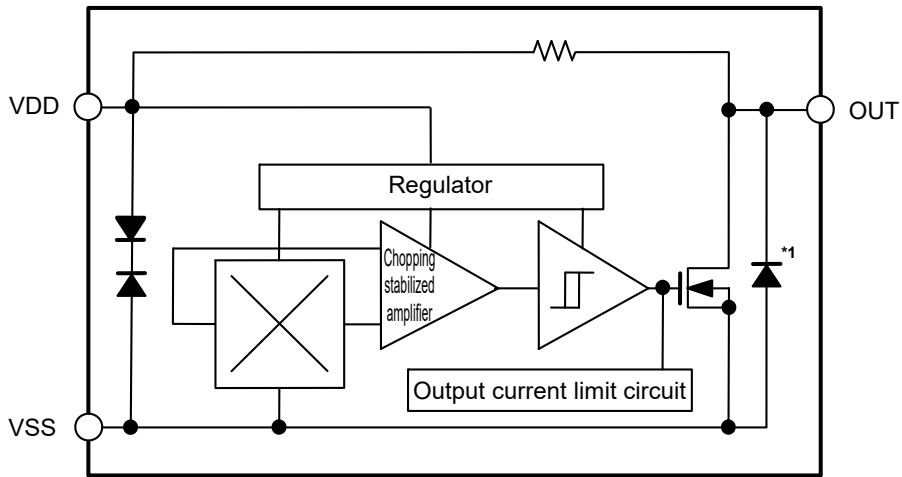 VDD
OUT
Regulator
Chopping
stabilized
amplifier
*1
Output current limit circuit
VSS